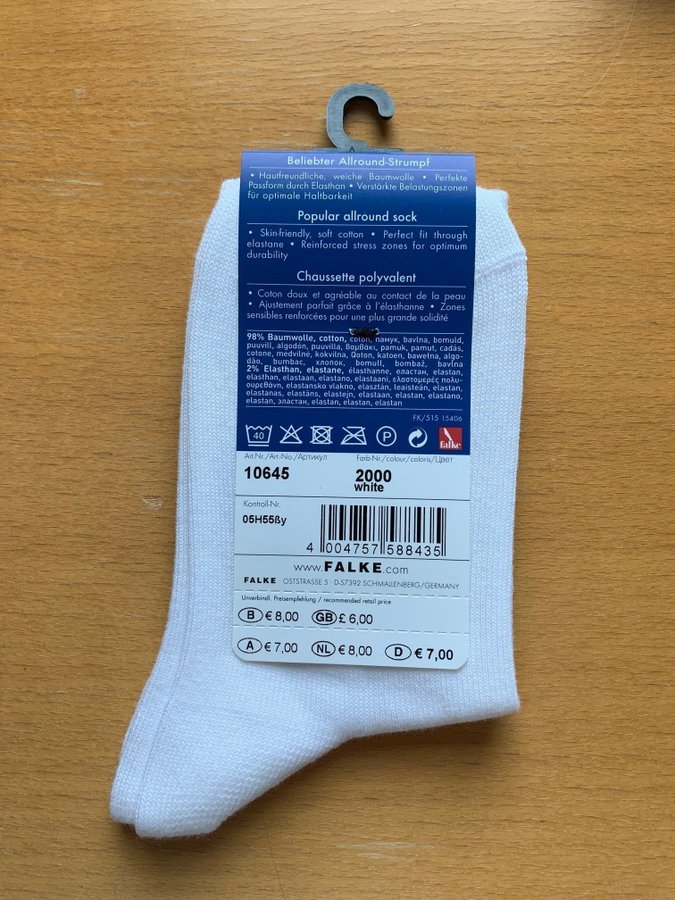 Beliebter Allround-Strumpf
• Hautfreundliche, weiche Baumwolle • Perfekte
Passform durch Elasthan • Verstärkte Belastungszonen
für optimale Haltbarkeit
Popular allround sock
• Skin-friendly, soft cotton • Perfect fit through
elastane • Reinforced stress zones for optimum
durability
Chaussette polyvalent
• Coton doux et agréable au contact de la peau
• Ajustement parfait grâce à l'élasthanne • Zones
sensibles renforcées pour une plus grande solidité
98% Baumwolle, cotton, coton, памук, bavlna, bomuld,
puuvill, algodón, puuvilla, βαμβάκι, pamuk, pamut, cadás,
cotone, medvilne, kokvilna, Qoton, katoen, bawełna, algo-
dão, bumbac, хлопок, bomull, bombaž, bavlna
2% Elasthan, elastane, élasthanne, еластан, elastan,
elasthan, elastaan, elastano, elastaani, ελαστομερές πολυ-
ουρεθάνη, elastansko vlakno, elasztán, leaisteán, elastan,
elastanas, elastāns, elastejn, elastaan, elastan, elastano,
elastan, эластан, elastan, elastan, elastan
FK/515 15406
40 P falke
Art.Nr./Art.-No./Артикул Farb-Nr./colour/coloris/Цвет
10645 2000
white
Kontroll-Nr.
05H55ßy
4 004757 588435
www.FALKE.com
FALKE OSTSTRASSE 5 · D-57392 SCHMALLENBERG/GERMANY
Unverbindl. Preisempfehlung / recommended retail price
B € 8,00 GB £ 6,00
A € 7,00 NL € 8,00 D € 7,00